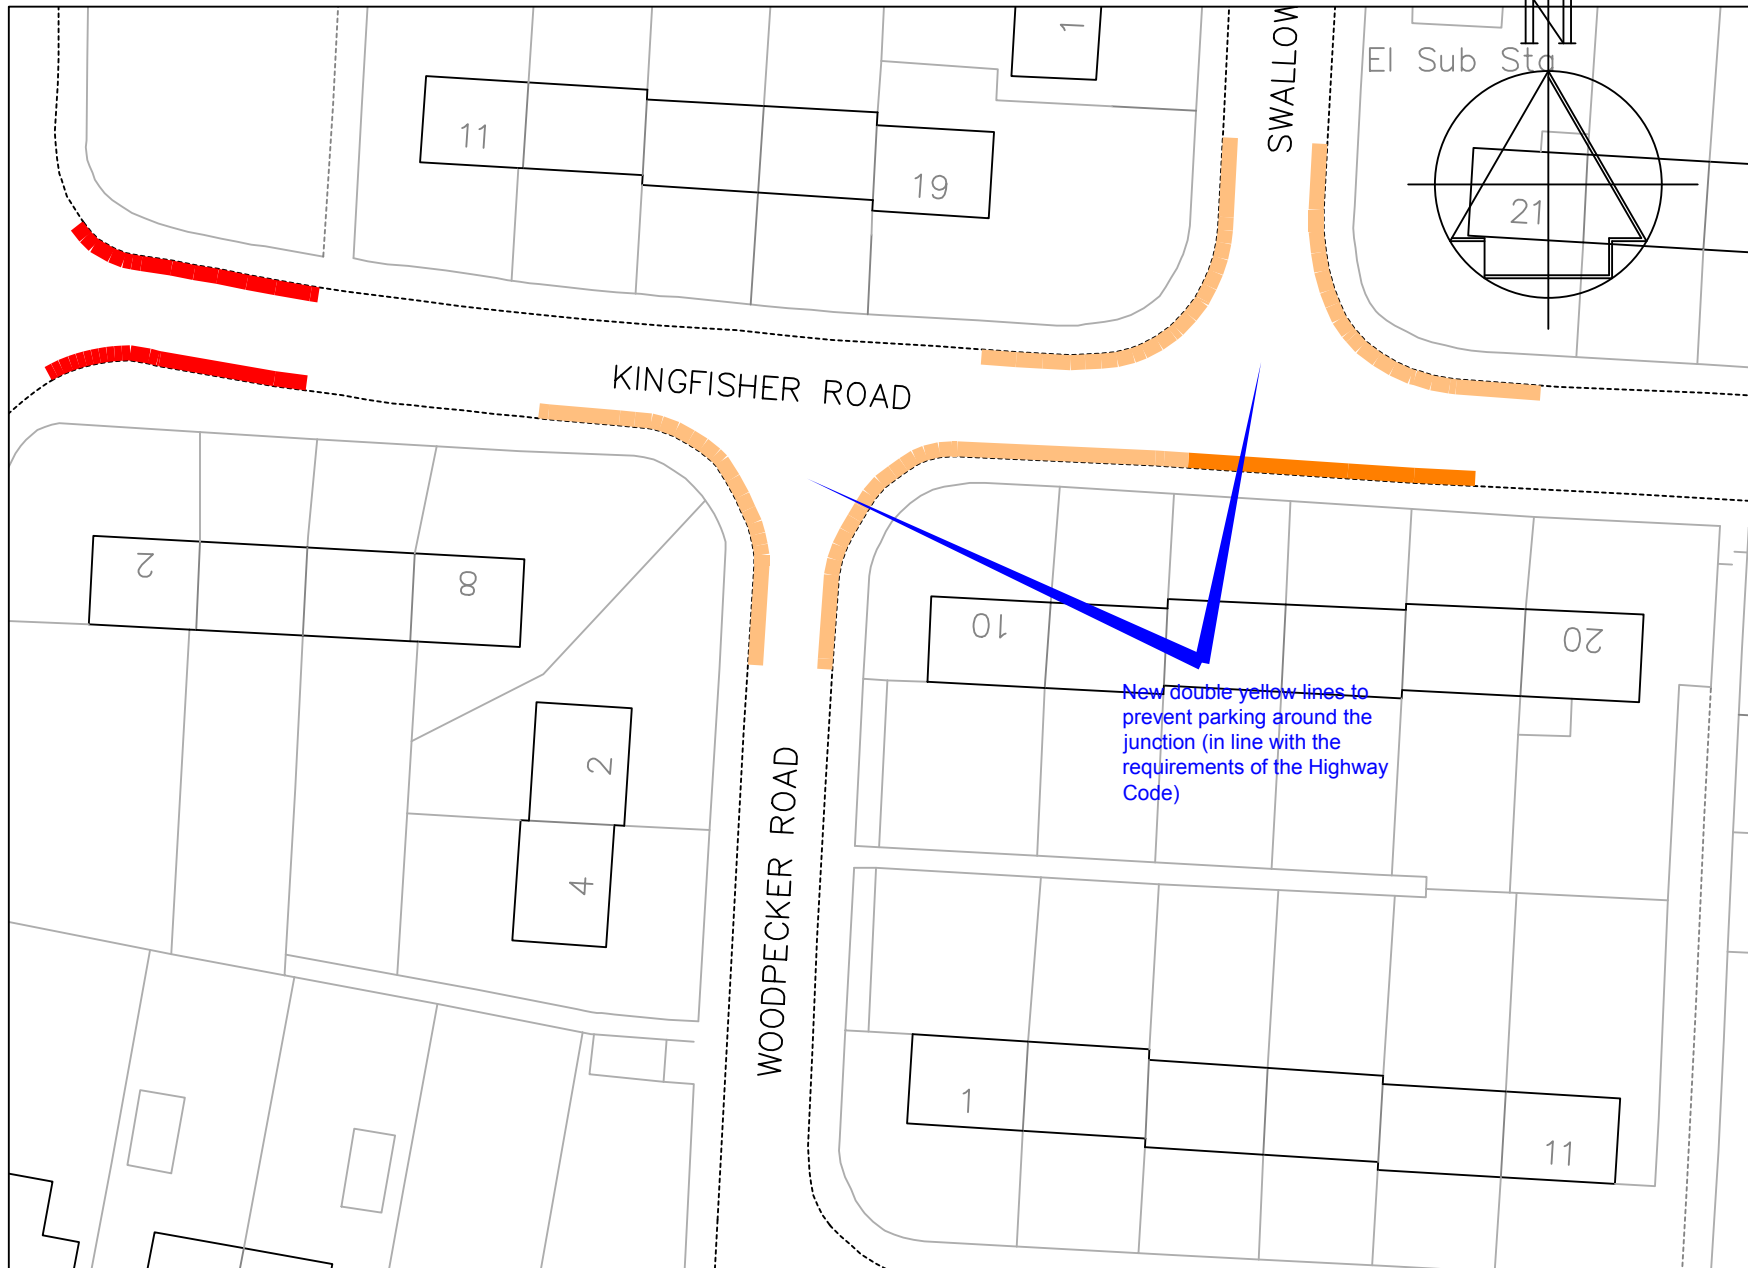 N
SWALLOW
El Sub Sta
1
11
19
21
KINGFISHER ROAD
2
8
10
20
New double yellow lines to
prevent parking around the
junction (in line with the
requirements of the Highway
Code)
2
4
WOODPECKER ROAD
1
11